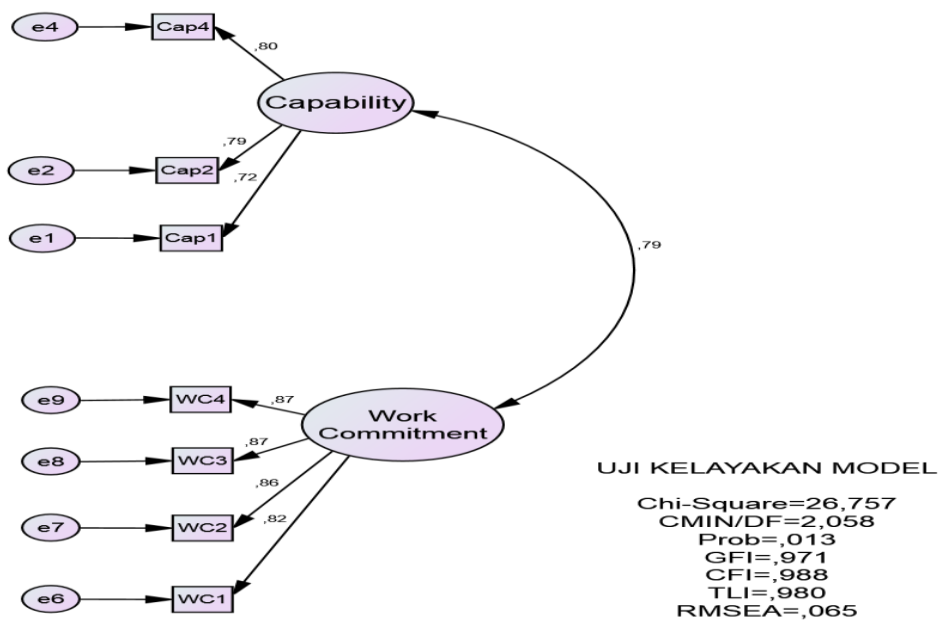 e4
Cap4
,80
Capability
,79
e2
Cap2
,72
e1
Cap1
,79
e9
WC4
,87
Work
Commitment
,87
e8
WC3
,86
e7
WC2
,82
e6
WC1
UJI KELAYAKAN MODEL
Chi-Square=26,757
CMIN/DF=2,058
Prob=,013
GFI=,971
CFI=,988
TLI=,980
RMSEA=,065